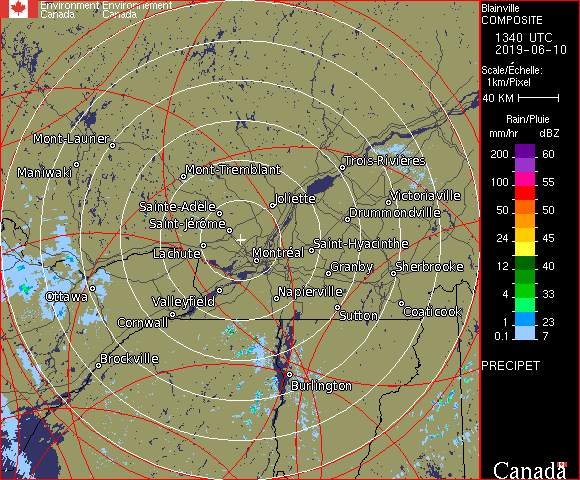 Environment Environnement
Canada Canada
Blainville
COMPOSITE
1340 UTC
2019-06-10
Scale/Échelle:
1km/Pixel
40 KM
Rain/Pluie
mm/hr dBZ
200 60
100 55
50 50
24 45
12 40
4 33
1 23
0.1 7
PRECIPET
Canada
Mont-Laurier
Maniwaki
Mont-Tremblant
Trois-Rivières
Joliette
Victoriaville
Sainte-Adèle
Drummondville
Saint-Jérôme
Lachute
Montréal
Saint-Hyacinthe
Granby
Sherbrooke
Ottawa
Valleyfield
Napierville
Cornwall
Sutton
Coaticook
Brockville
Burlington